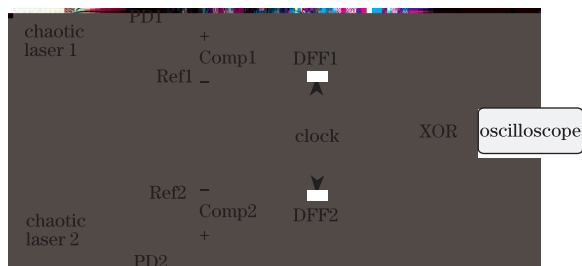 PD1
chaotic
laser 1
+
Comp1
Ref1
−
DFF1
clock
XOR
oscilloscope
Ref2
−
Comp2
+
DFF2
chaotic
laser 2
PD2